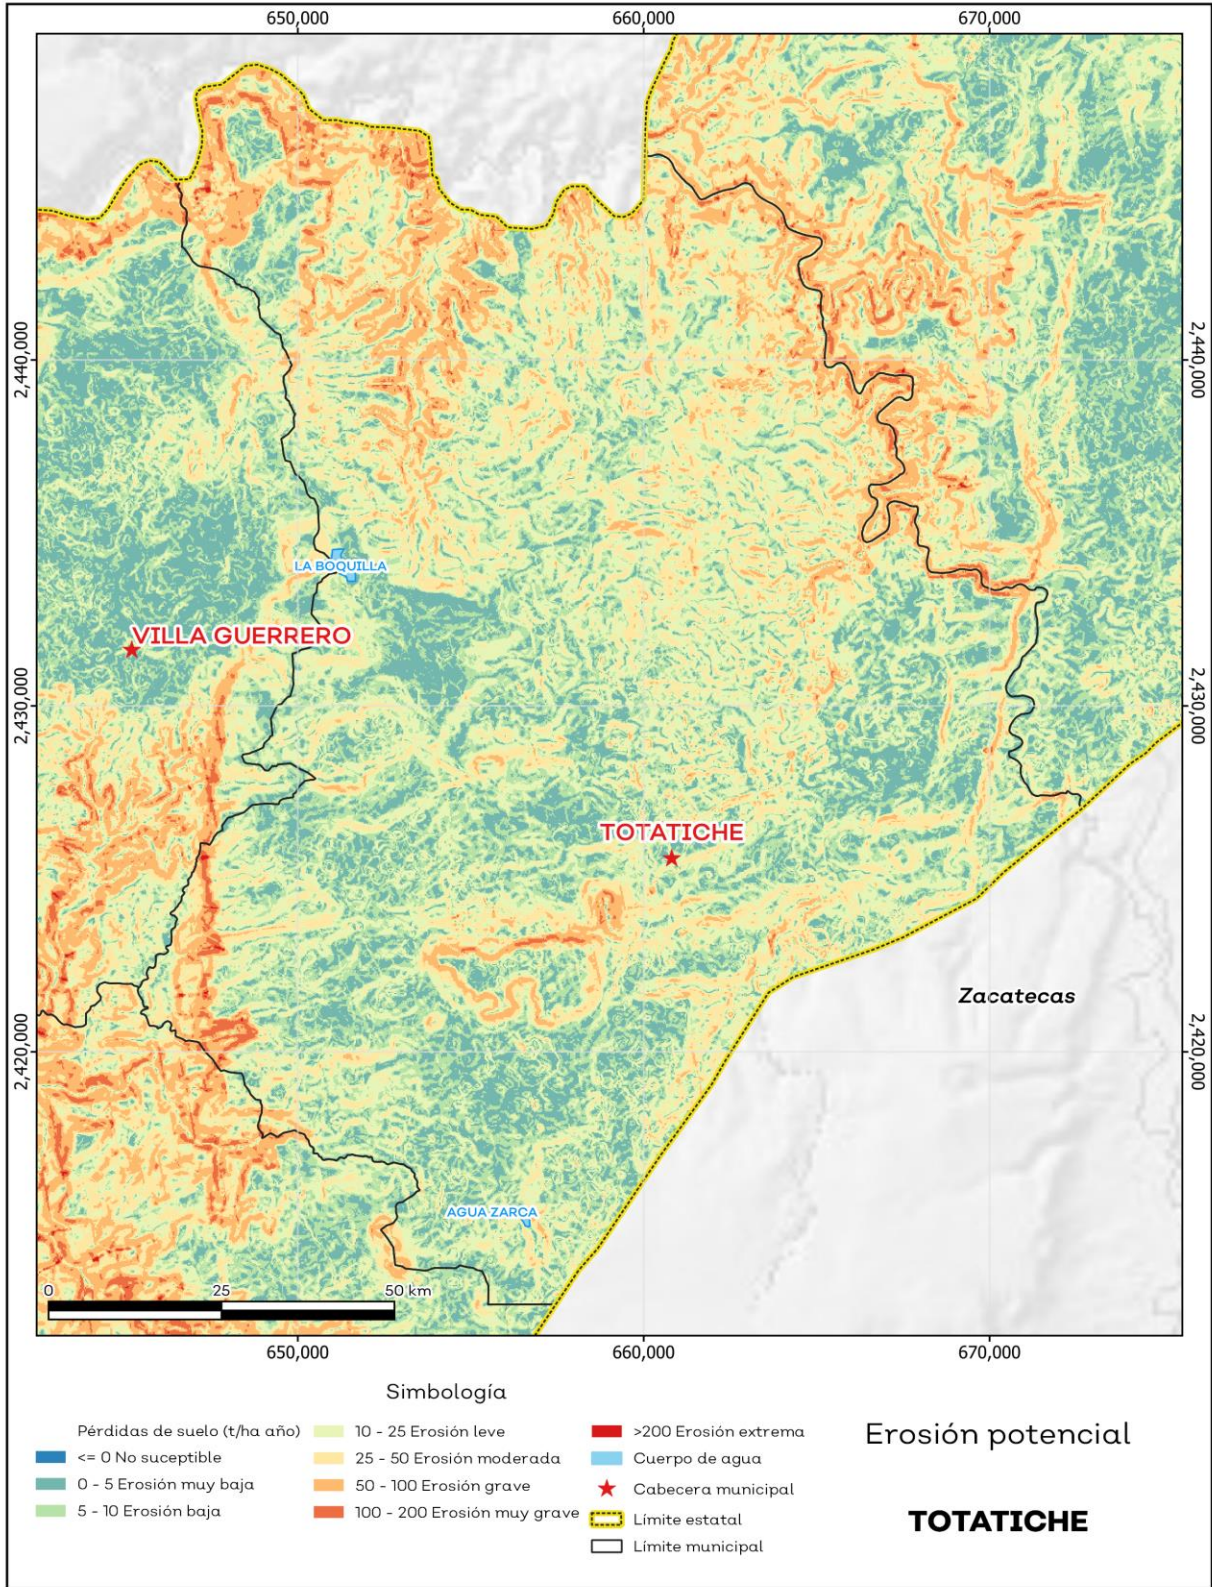 650,000
660,000
670,000
2,440,000
2,440,000
LA BOQUILLA
VILLA GUERRERO
2,430,000
2,430,000
TOTATICHE
Zacatecas
2,420,000
2,420,000
AGUA ZARCA
0
25
50 km
650,000
660,000
670,000
Simbología
Pérdidas de suelo (t/ha año)
<= 0 No suceptible
0 - 5 Erosión muy baja
5 - 10 Erosión baja
10 - 25 Erosión leve
25 - 50 Erosión moderada
50 - 100 Erosión grave
100 - 200 Erosión muy grave
>200 Erosión extrema
Cuerpo de agua
Cabecera municipal
Límite estatal
Límite municipal
Erosión potencial
TOTATICHE